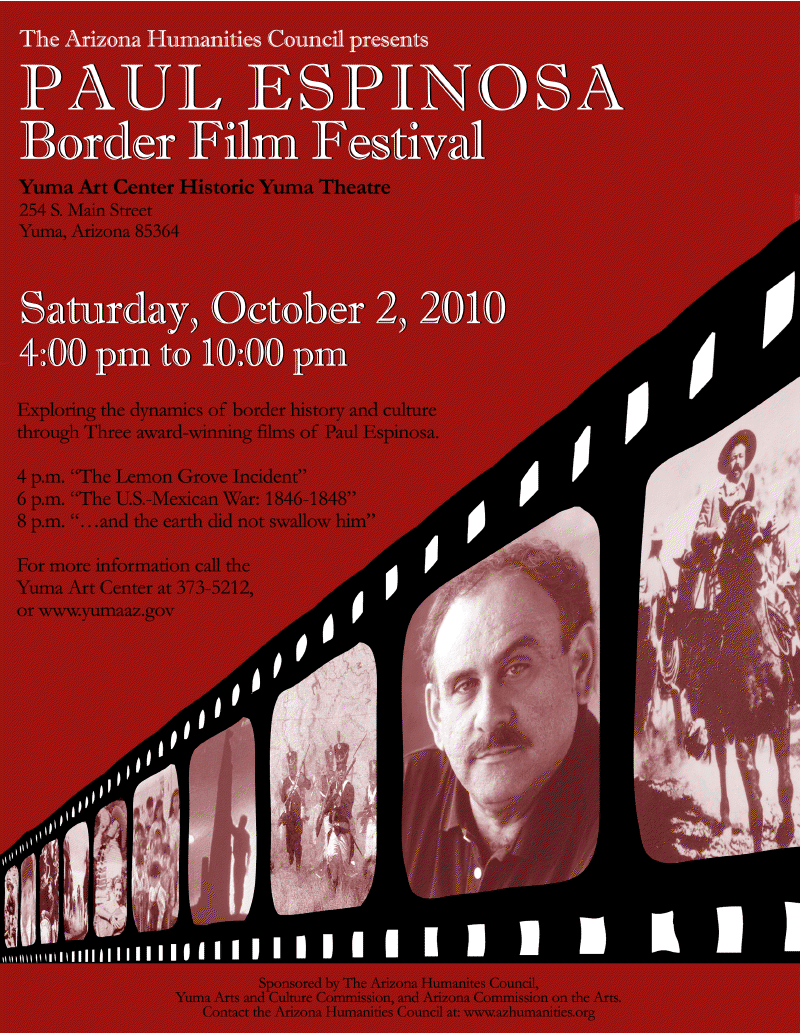 The Arizona Humanities Council presents
PAUL ESPINOSA
Border Film Festival
Yuma Art Center Historic Yuma Theatre
254 S. Main Street
Yuma, Arizona 85364
Saturday, October 2, 2010
4:00 pm to 10:00 pm
Exploring the dynamics of border history and culture
through Three award-winning films of Paul Espinosa.
4 p.m. “The Lemon Grove Incident”
6 p.m. “The U.S.-Mexican War: 1846-1848”
8 p.m. “…and the earth did not swallow him”
For more information call the
Yuma Art Center at 373-5212,
or www.yumaaz.gov
Sponsored by The Arizona Humanites Council,
Yuma Arts and Culture Commission, and Arizona Commission on the Arts.
Contact the Arizona Humanities Council at: www.azhumanities.org